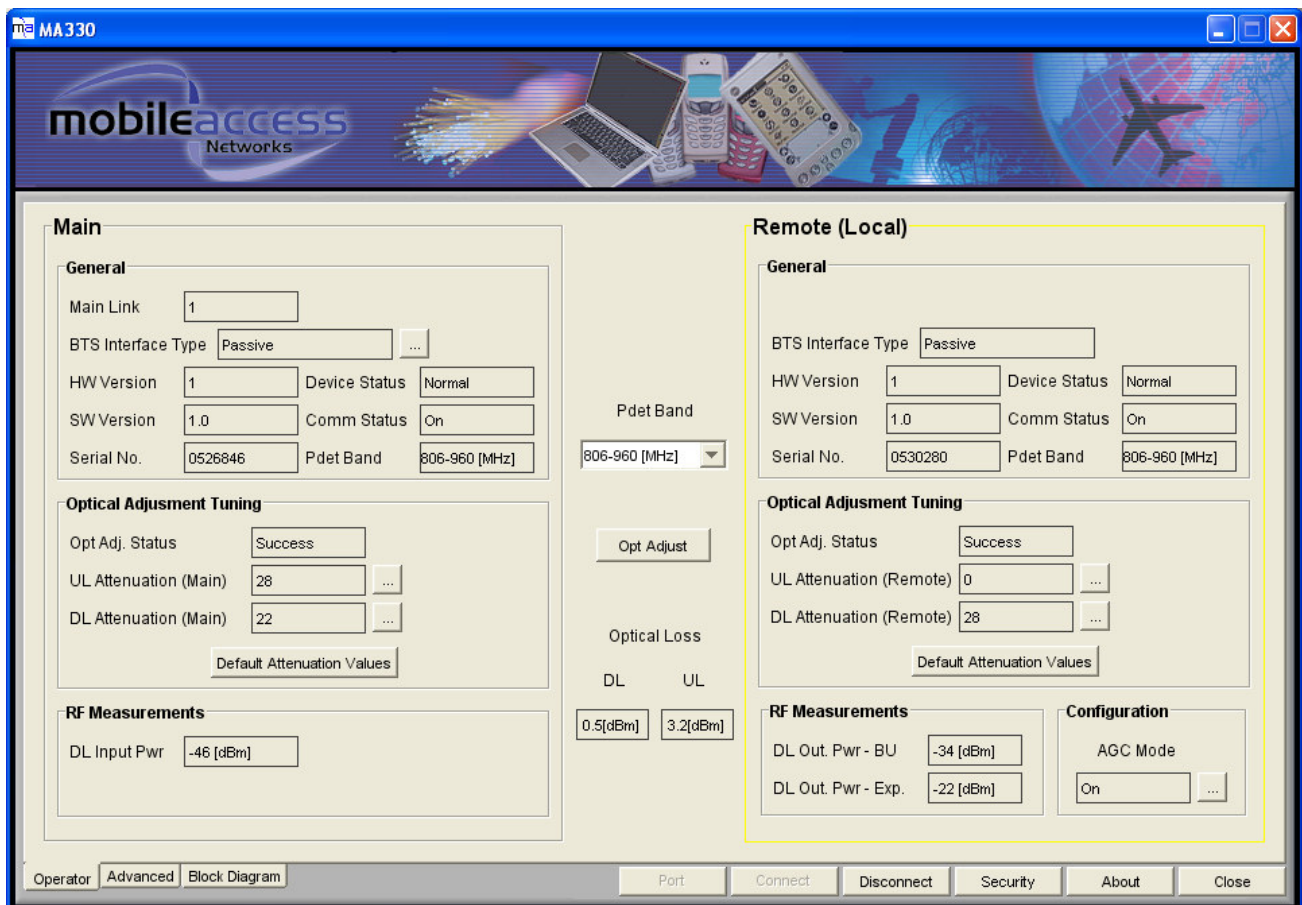 ma MA330
mobileaccess
Networks
Main
General
Main Link 1
BTS Interface Type Passive ...
HW Version 1 Device Status Normal
SW Version 1.0 Comm Status On
Serial No. 0526846 Pdet Band 806-960 [MHz]
Optical Adjusment Tuning
Opt Adj. Status Success
UL Attenuation (Main) 28 ...
DL Attenuation (Main) 22 ...
Default Attenuation Values
RF Measurements
DL Input Pwr -46 [dBm]
Pdet Band
806-960 [MHz]
Opt Adjust
Optical Loss
DL UL
0.5[dBm] 3.2[dBm]
Remote (Local)
General
BTS Interface Type Passive
HW Version 1 Device Status Normal
SW Version 1.0 Comm Status On
Serial No. 0530280 Pdet Band 806-960 [MHz]
Optical Adjusment Tuning
Opt Adj. Status Success
UL Attenuation (Remote) 0 ...
DL Attenuation (Remote) 28 ...
Default Attenuation Values
RF Measurements
DL Out. Pwr - BU -34 [dBm]
DL Out. Pwr - Exp. -22 [dBm]
Configuration
AGC Mode
On ...
Operator Advanced Block Diagram
Port Connect Disconnect Security About Close